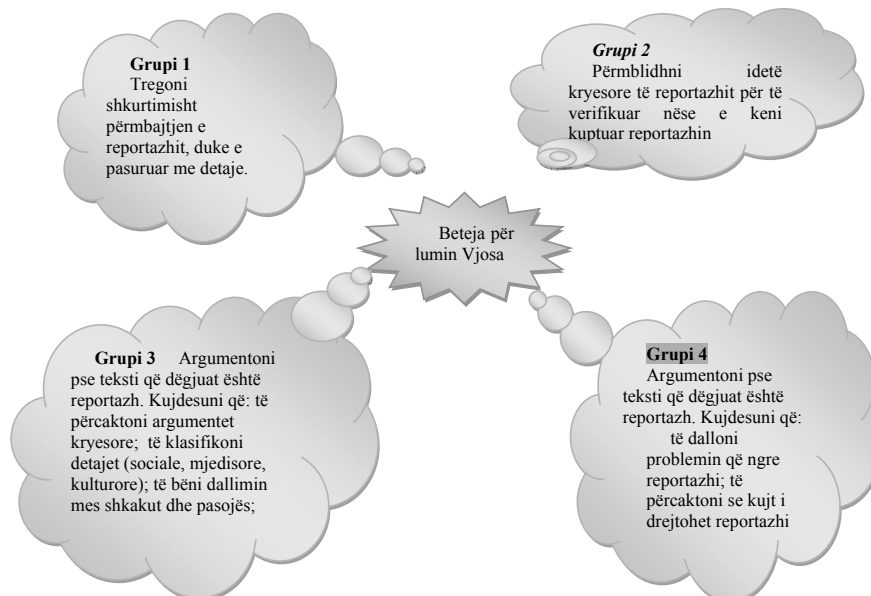 Grupi 1
Tregoni
shkurtimisht
përmbajtjen e
reportazhit, duke e
pasuruar me detaje.
Grupi 2
Përmblidhni idetë
kryesore të reportazhit për të
verifikuar nëse e keni
kuptuar reportazhin
Beteja për
lumin Vjosa
Grupi 3 Argumentoni
pse teksti që dëgjuat është
reportazh. Kujdesuni që: të
përcaktoni argumentet
kryesore; të klasifikoni
detajet (sociale, mjedisore,
kulturore); të bëni dallimin
mes shkakut dhe pasojës;
Grupi 4
Argumentoni pse
teksti që dëgjuat është
reportazh. Kujdesuni që:
të dalloni
problemin që ngre
reportazhi; të
përcaktoni se kujt i
drejtohet reportazhi